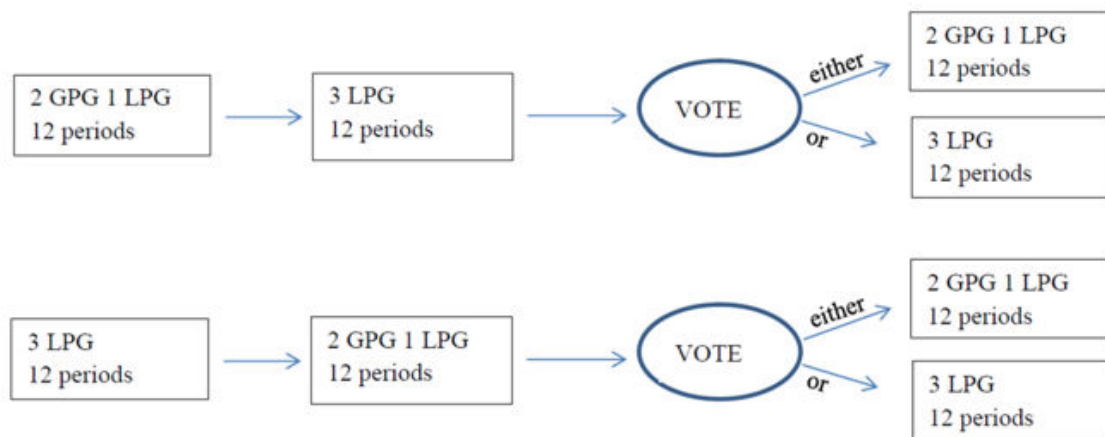 2 GPG 1 LPG
12 periods
3 LPG
12 periods
VOTE
either
2 GPG 1 LPG
12 periods
or
3 LPG
12 periods
3 LPG
12 periods
2 GPG 1 LPG
12 periods
VOTE
either
2 GPG 1 LPG
12 periods
or
3 LPG
12 periods